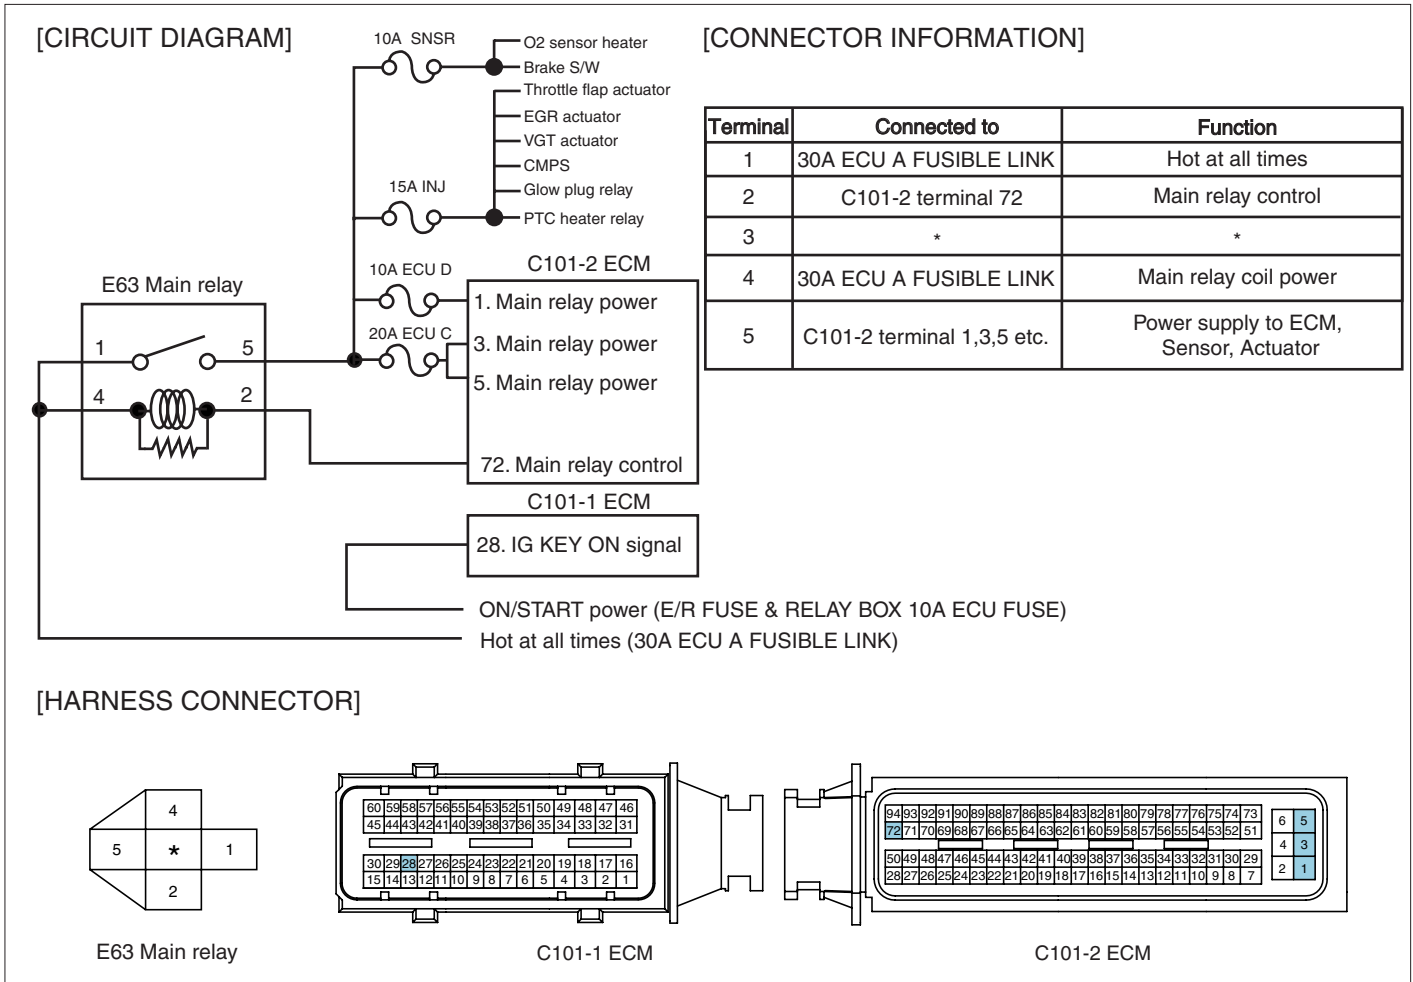 [CIRCUIT DIAGRAM]
10A SNSR
O2 sensor heater
Brake S/W
Throttle flap actuator
EGR actuator
VGT actuator
CMPS
Glow plug relay
15A INJ
PTC heater relay
10A ECU D
C101-2 ECM
E63 Main relay
1. Main relay power
20A ECU C
3. Main relay power
5. Main relay power
1
5
4
2
72. Main relay control
C101-1 ECM
28. IG KEY ON signal
ON/START power (E/R FUSE & RELAY BOX 10A ECU FUSE)
Hot at all times (30A ECU A FUSIBLE LINK)
[CONNECTOR INFORMATION]
Terminal Connected to Function
1 30A ECU A FUSIBLE LINK Hot at all times
2 C101-2 terminal 72 Main relay control
3 * *
4 30A ECU A FUSIBLE LINK Main relay coil power
5 C101-2 terminal 1,3,5 etc. Power supply to ECM,
Sensor, Actuator
[HARNESS CONNECTOR]
4
5 * 1
2
E63 Main relay
60 59 58 57 56 55 54 53 52 51 50 49 48 47 46
45 44 43 42 41 40 39 38 37 36 35 34 33 32 31
30 29 28 27 26 25 24 23 22 21 20 19 18 17 16
15 14 13 12 11 10 9 8 7 6 5 4 3 2 1
C101-1 ECM
94 93 92 91 90 89 88 87 86 85 84 83 82 81 80 79 78 77 76 75 74 73
72 71 70 69 68 67 66 65 64 63 62 61 60 59 58 57 56 55 54 53 52 51
50 49 48 47 46 45 44 43 42 41 40 39 38 37 36 35 34 33 32 31 30 29
28 27 26 25 24 23 22 21 20 19 18 17 16 15 14 13 12 11 10 9 8 7
6 5
4 3
2 1
C101-2 ECM